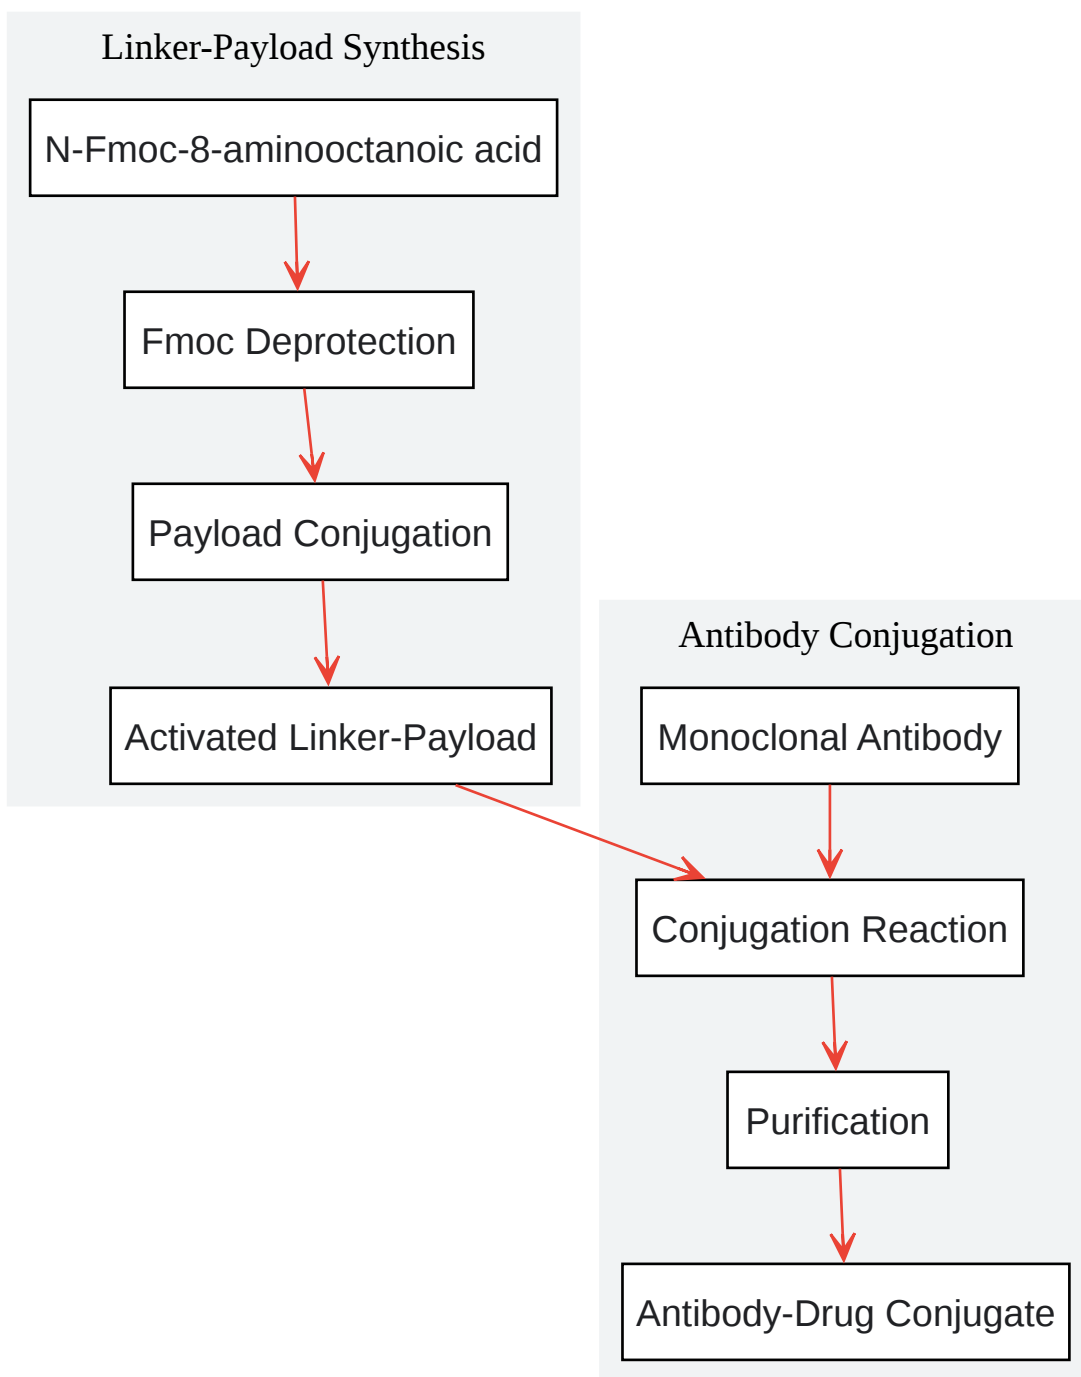 Linker-Payload Synthesis
N-Fmoc-8-aminooctanoic acid
Fmoc Deprotection
Payload Conjugation
Activated Linker-Payload
Antibody Conjugation
Monoclonal Antibody
Conjugation Reaction
Purification
Antibody-Drug Conjugate